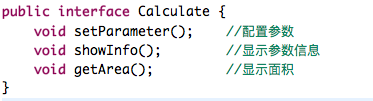 public interface Calculate {
    void setParameter();    //配置参数
    void showInfo();        //显示参数信息
    void getArea();         //显示面积
}